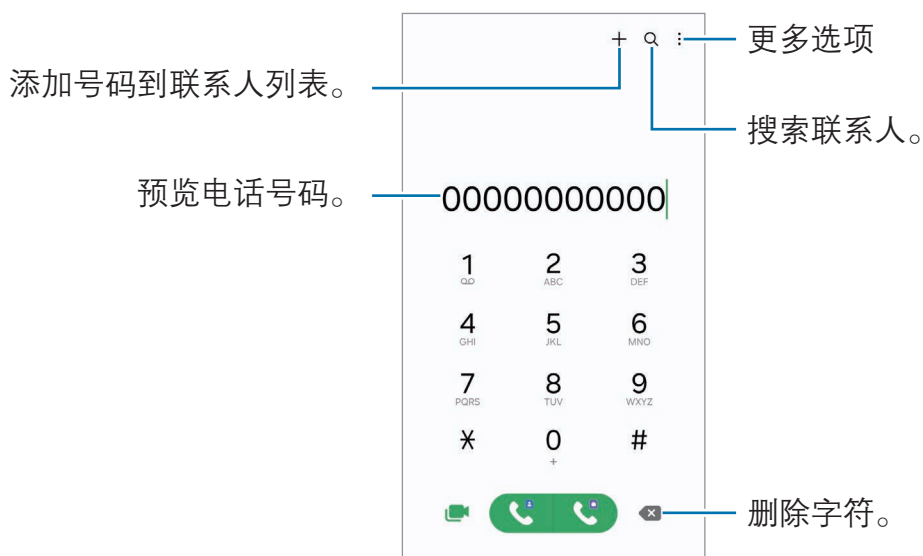 更多选项
添加号码到联系人列表。
搜索联系人。
预览电话号码。
00000000000
1 2 3
ABC DEF
4 5 6
GHI JKL MNO
7 8 9
PQRS TUV WXYZ
* 0 #
+
删除字符。